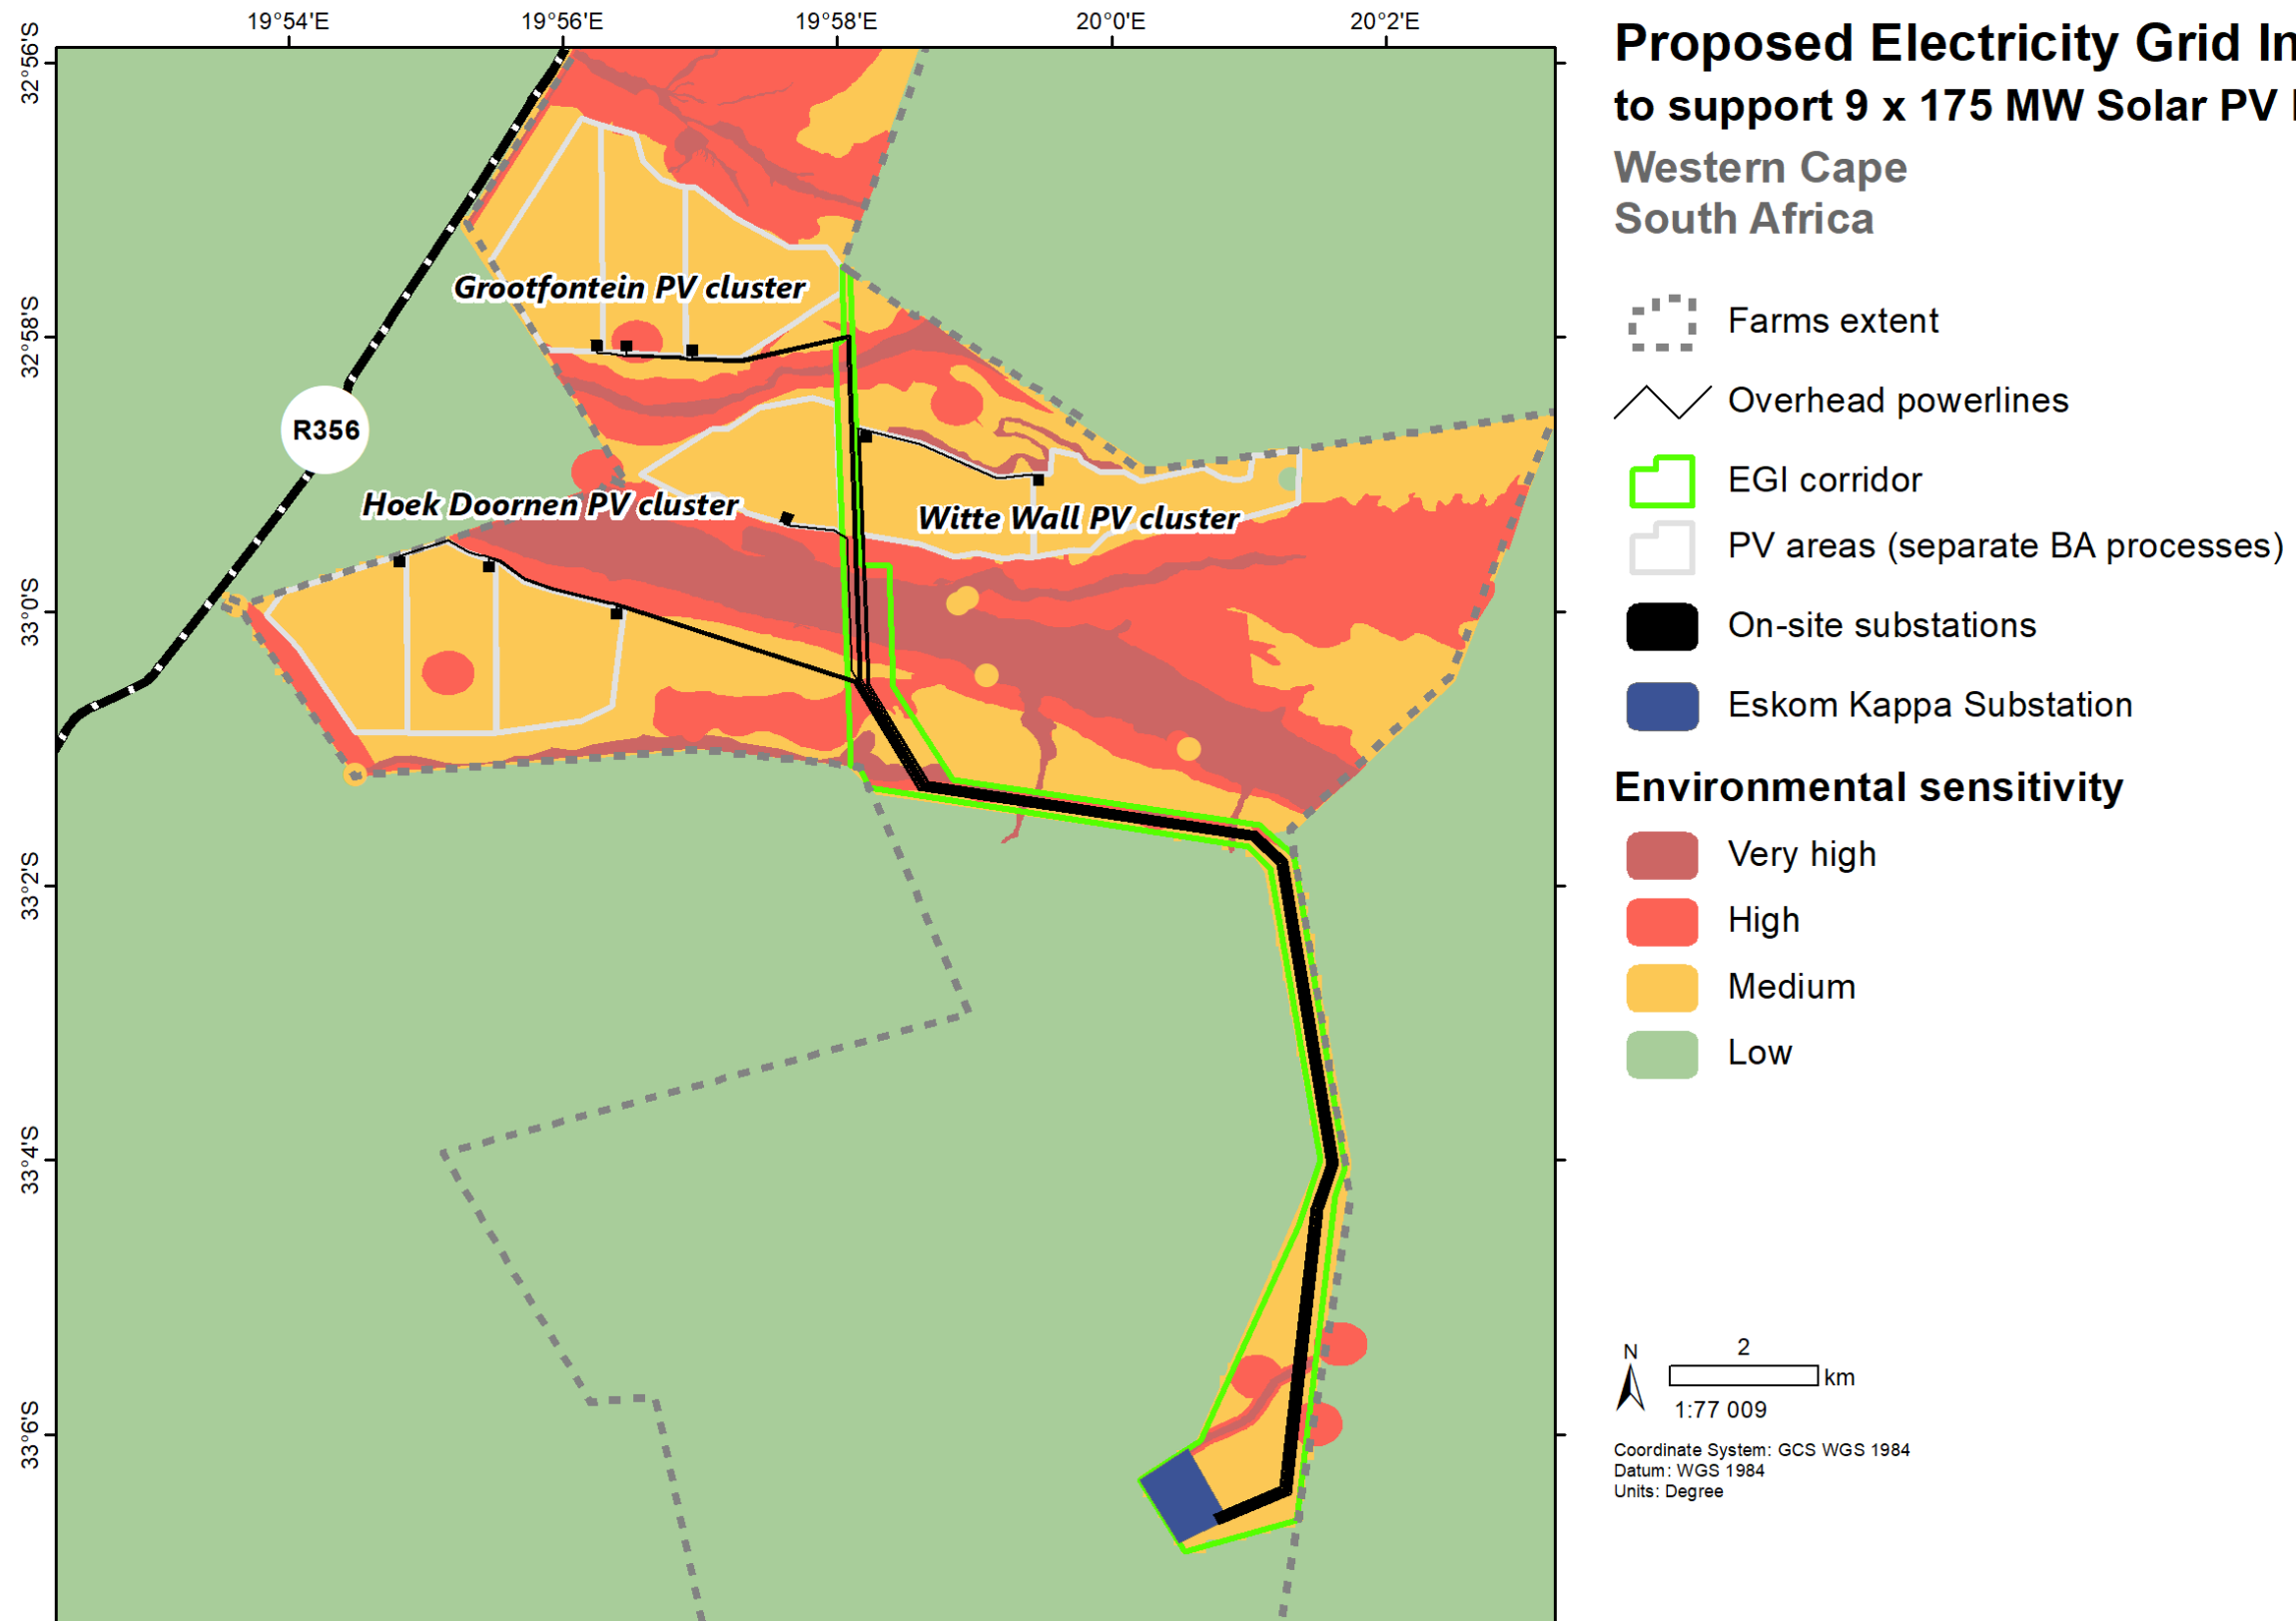 19°54'E
19°56'E
19°58'E
20°0'E
20°2'E
32°56'S
32°58'S
33°0'S
33°2'S
33°4'S
33°6'S
Grootfontein PV cluster
R356
Hoek Doornen PV cluster
Witte Wall PV cluster
Proposed Electricity Grid In
to support 9 x 175 MW Solar PV
Western Cape
South Africa
Farms extent
Overhead powerlines
EGI corridor
PV areas (separate BA processes)
On-site substations
Eskom Kappa Substation
Environmental sensitivity
Very high
High
Medium
Low
N
2
km
1:77 009
Coordinate System: GCS WGS 1984
Datum: WGS 1984
Units: Degree